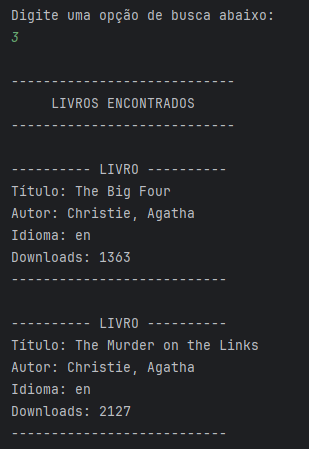 Digite uma opção de busca abaixo:
3
----------------------------
LIVROS ENCONTRADOS
----------------------------
---------- LIVRO ----------
Título: The Big Four
Autor: Christie, Agatha
Idioma: en
Downloads: 1363
---------------------------
---------- LIVRO ----------
Título: The Murder on the Links
Autor: Christie, Agatha
Idioma: en
Downloads: 2127
---------------------------